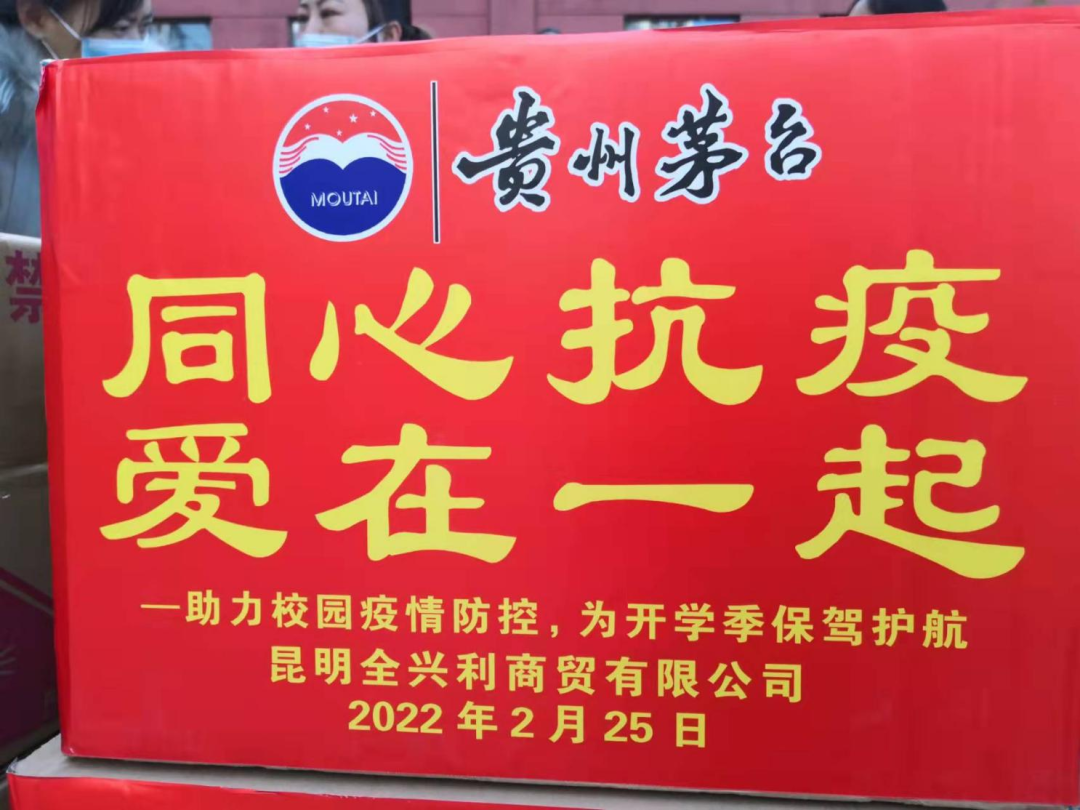 MOUTAI
贵州茅台
同心抗疫
爱在一起
—助力校园疫情防控，为开学季保驾护航
昆明全兴利商贸有限公司
2022年2月25日
禁